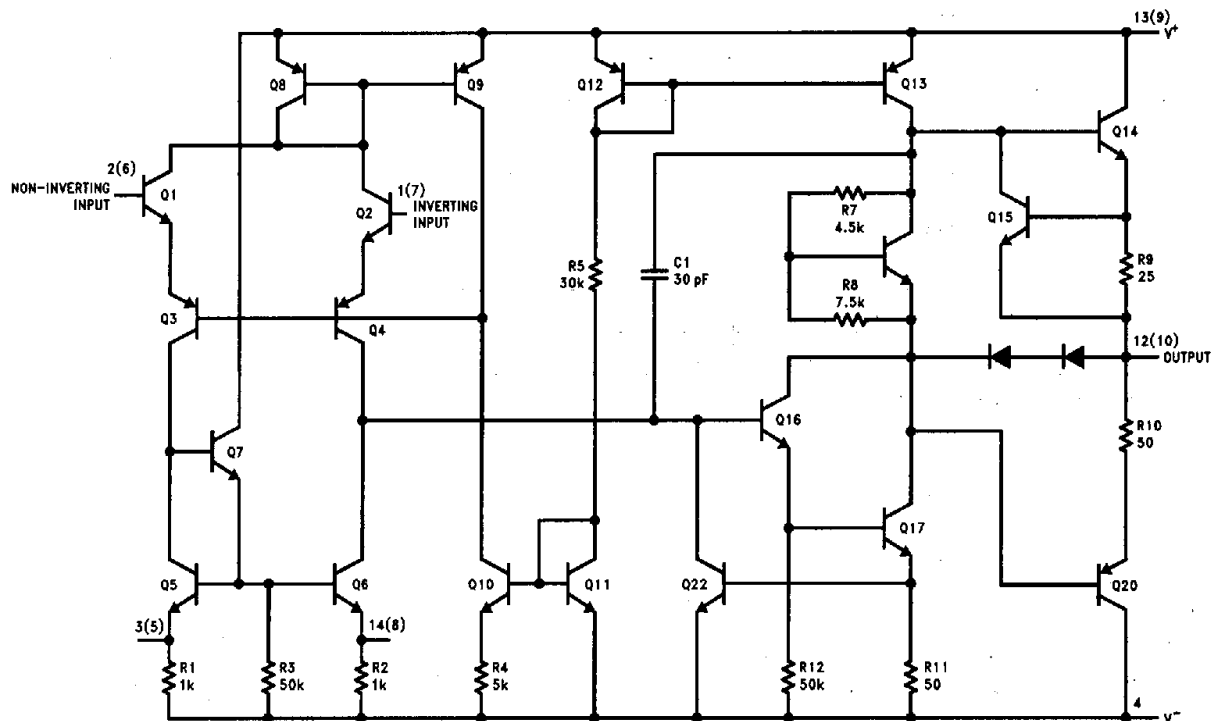 13(9)
V+
Q8
Q9
Q12
Q13
Q14
2(6)
NON-INVERTING
INPUT
Q1
1(7)
INVERTING
INPUT
Q2
R7
4.5k
Q15
R5
30k
C1
30 pF
R9
25
R8
7.5k
Q3
Q4
12(10)
OUTPUT
Q16
R10
50
Q7
Q17
Q5
Q6
Q10
Q11
Q22
Q20
3(5)
14(8)
R1
1k
R3
50k
R2
1k
R4
5k
R12
50k
R11
50
4
V-